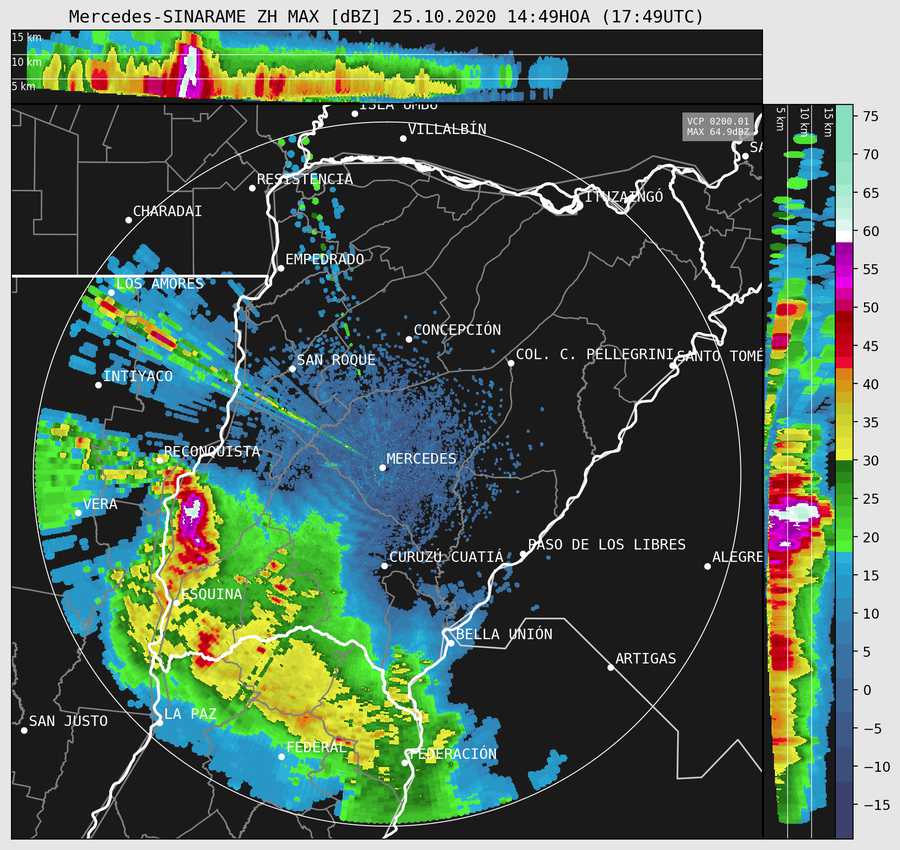 Mercedes-SINARAME ZH MAX [dBZ] 25.10.2020 14:49HOA (17:49UTC)
15 km
10 km
5 km
ISLA UMBÚ
VILLALBÍN
VCP 0200.01
MAX 64.9dBZ
5 km
10 km
15 km
SA
RESISTENCIA
ITUZAINGÓ
CHARADAI
EMPEDRADO
LOS AMORES
CONCEPCIÓN
SAN ROQUE
COL. C. PELLEGRINI
SANTO TOMÉ
INTIYACO
RECONQUISTA
MERCEDES
VERA
CURUZÚ CUATIÁ
PASO DE LOS LIBRES
ALEGRE
ESQUINA
BELLA UNIÓN
ARTIGAS
SAN JUSTO
LA PAZ
FEDERAL
FEDERACIÓN
75
70
65
60
55
50
45
40
35
30
25
20
15
10
5
0
−5
−10
−15